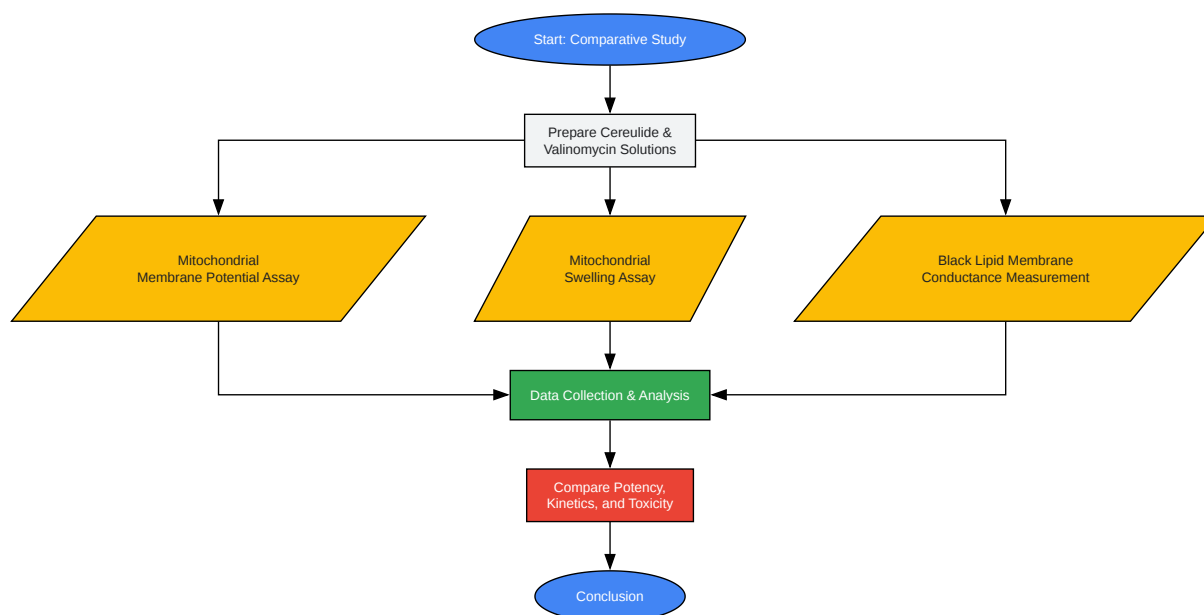 Start: Comparative Study
Prepare Cereulide &
Valinomycin Solutions
Mitochondrial
Membrane Potential Assay
Mitochondrial
Swelling Assay
Black Lipid Membrane
Conductance Measurement
Data Collection & Analysis
Compare Potency,
Kinetics, and Toxicity
Conclusion